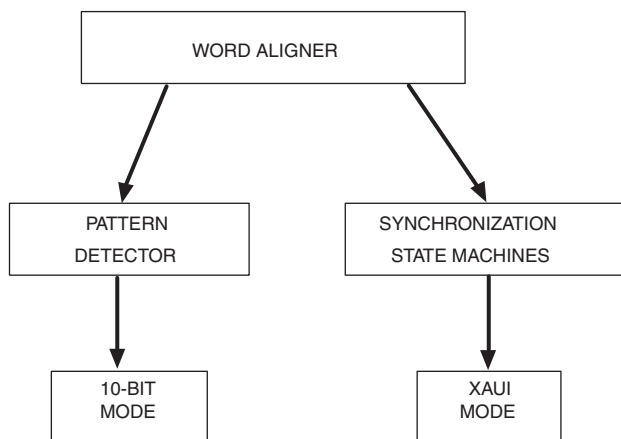 WORD ALIGNER
PATTERN
DETECTOR
SYNCHRONIZATION
STATE MACHINES
10-BIT
MODE
XAUI
MODE